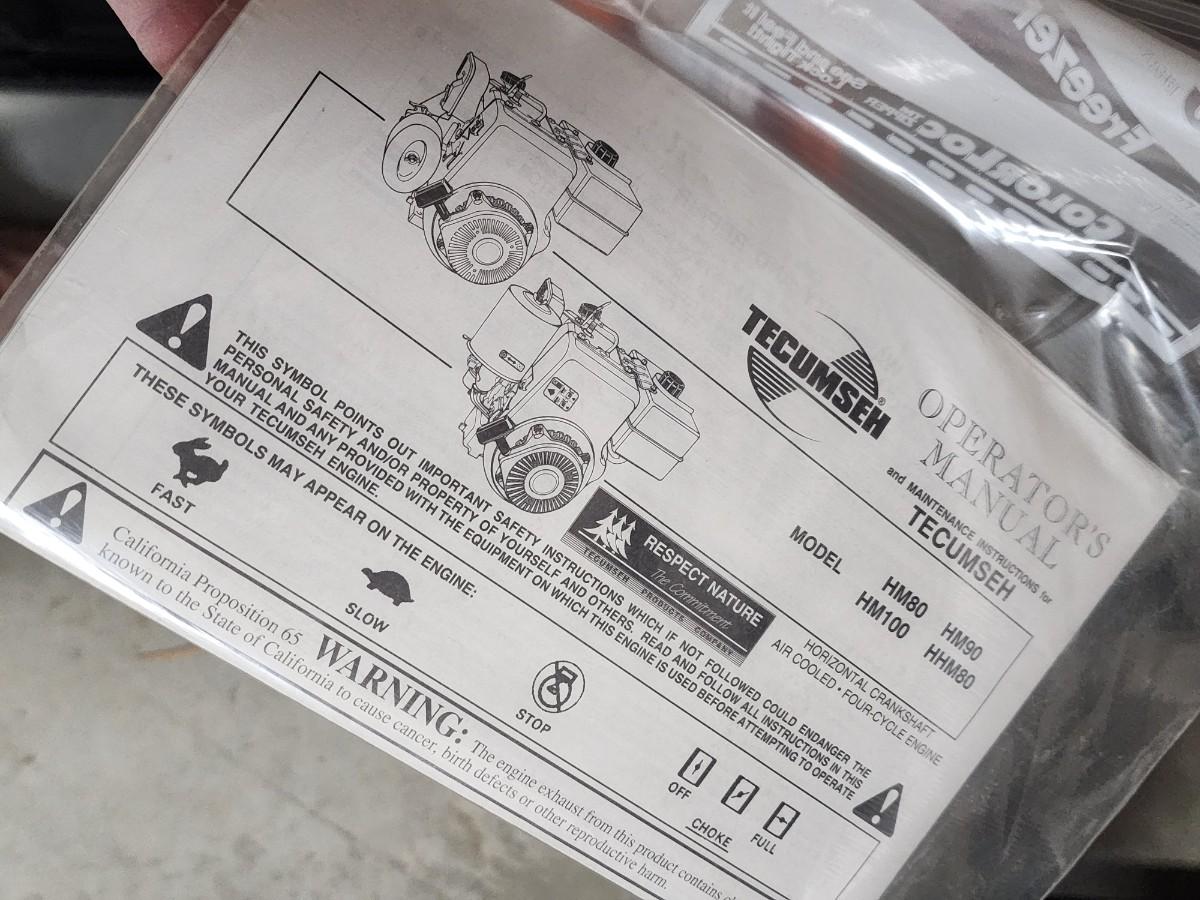 TECUMSEH
®
OPERATOR'S
MANUAL
and MAINTENANCE INSTRUCTIONS for
TECUMSEH
MODEL HM80 HM90
HM100 HHM80
HORIZONTAL CRANKSHAFT
AIR COOLED • FOUR-CYCLE ENGINE
RESPECT NATURE
The Commitment
TECUMSEH PRODUCTS COMPANY
THIS SYMBOL POINTS OUT IMPORTANT SAFETY INSTRUCTIONS WHICH IF NOT FOLLOWED COULD ENDANGER THE
PERSONAL SAFETY AND/OR PROPERTY OF YOURSELF AND OTHERS. READ AND FOLLOW ALL INSTRUCTIONS IN THIS
MANUAL AND ANY PROVIDED WITH THE EQUIPMENT ON WHICH THIS ENGINE IS USED BEFORE ATTEMPTING TO OPERATE
YOUR TECUMSEH ENGINE.
THESE SYMBOLS MAY APPEAR ON THE ENGINE:
FAST
SLOW
STOP
OFF
CHOKE
FULL
California Proposition 65 WARNING: The engine exhaust from this product contains
known to the State of California to cause cancer, birth defects or other reproductive harm.
Freezer
COLORLOC
THE ZIPPER